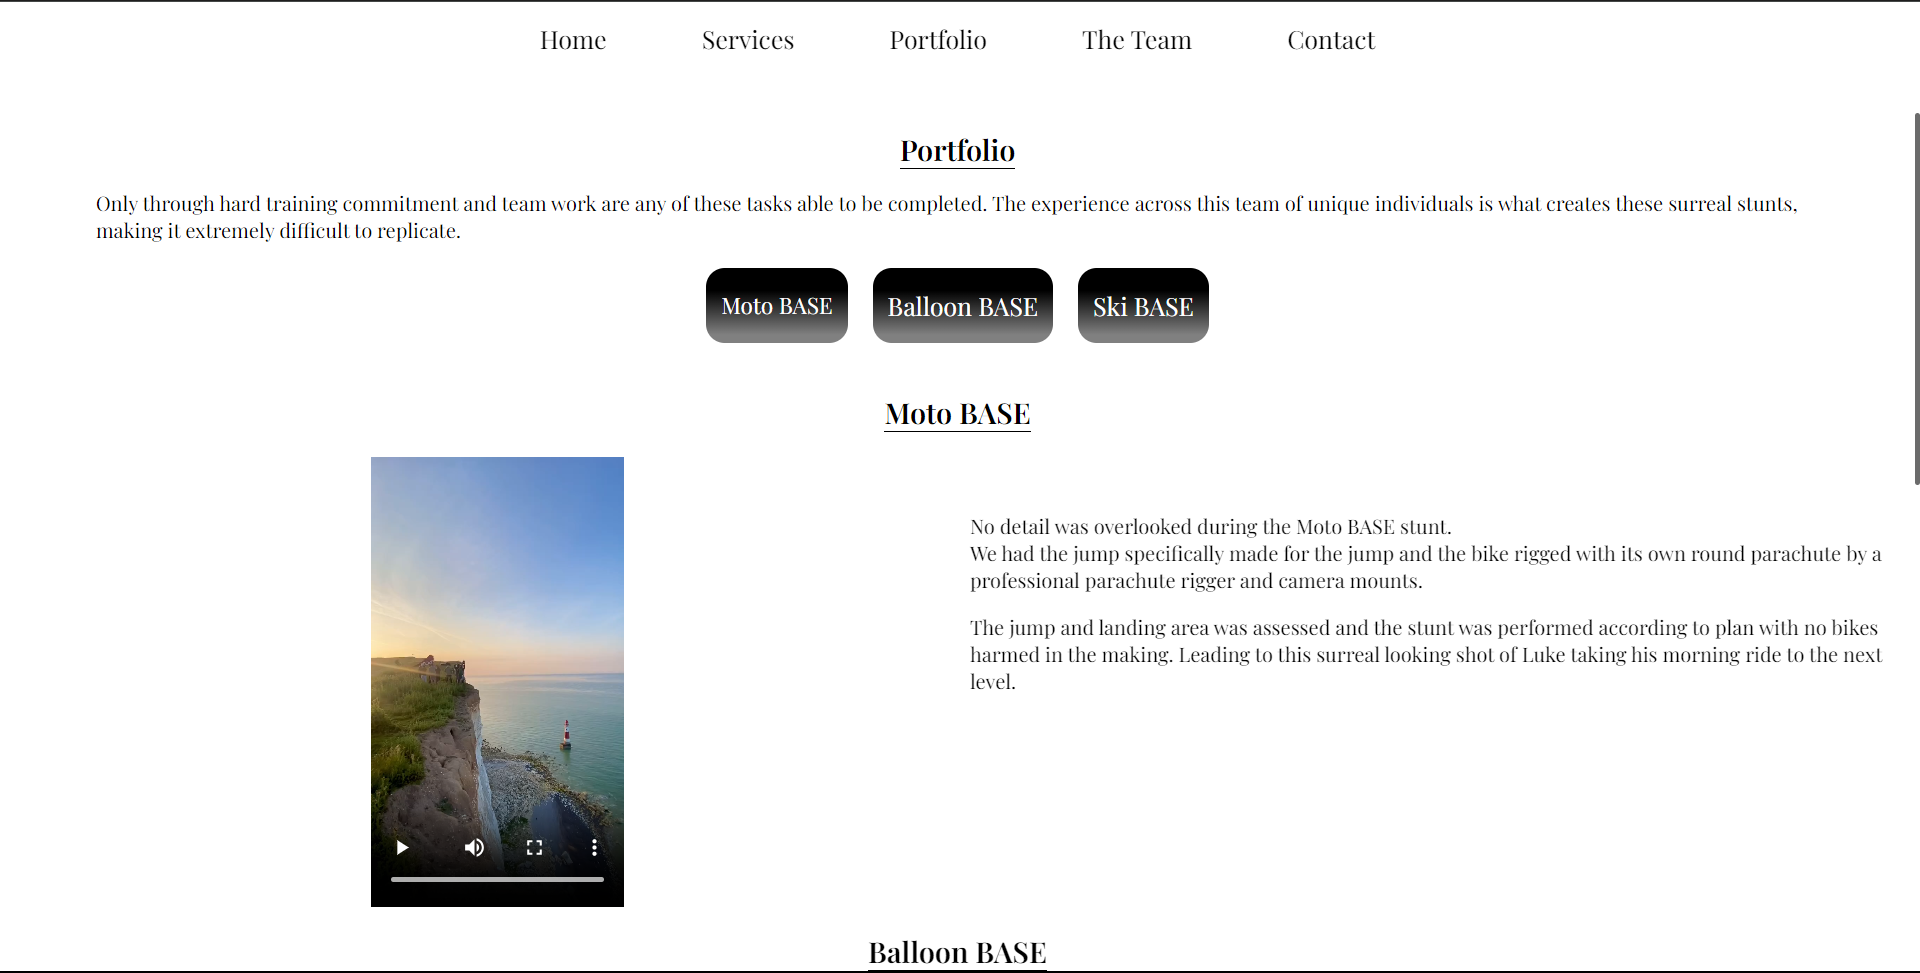 Home Services Portfolio The Team Contact
Portfolio
Only through hard training commitment and team work are any of these tasks able to be completed. The experience across this team of unique individuals is what creates these surreal stunts,
making it extremely difficult to replicate.
Moto BASE Balloon BASE Ski BASE
Moto BASE
No detail was overlooked during the Moto BASE stunt.
We had the jump specifically made for the jump and the bike rigged with its own round parachute by a
professional parachute rigger and camera mounts.
The jump and landing area was assessed and the stunt was performed according to plan with no bikes
harmed in the making. Leading to this surreal looking shot of Luke taking his morning ride to the next
level.
Balloon BASE